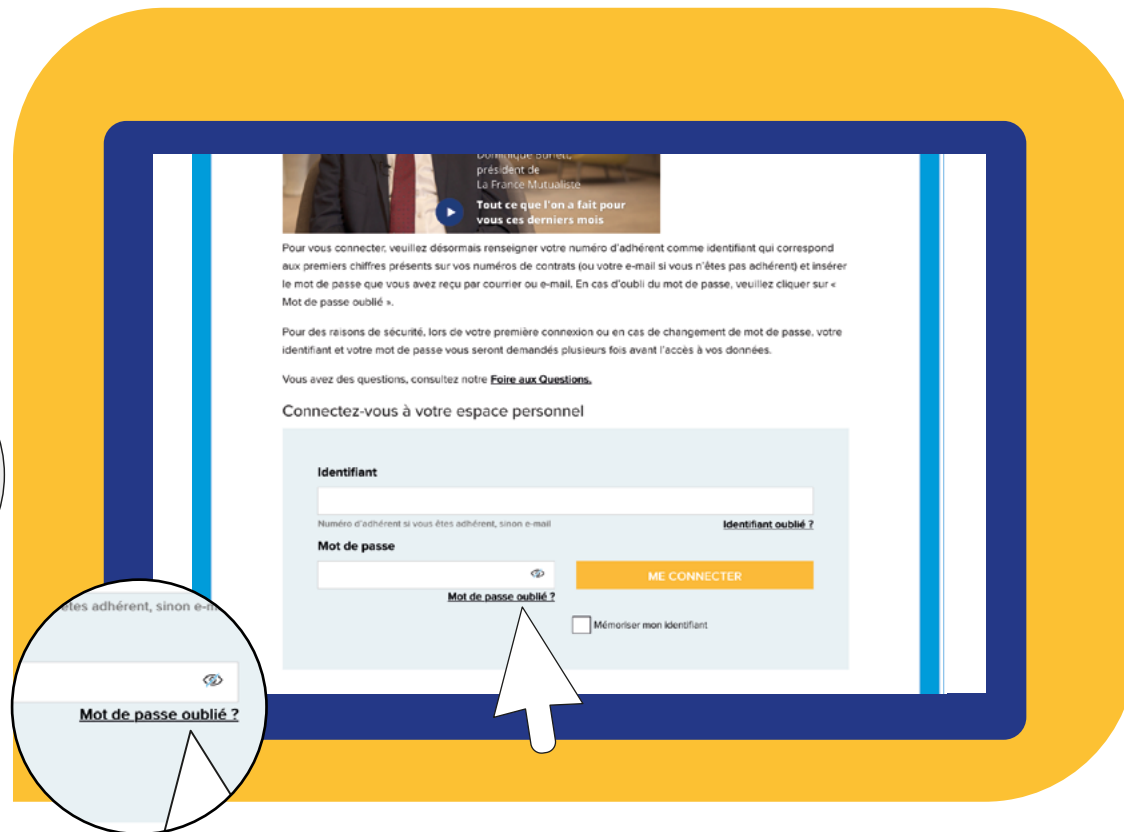 Dominique Burlett,
président de
La France Mutualiste
Tout ce que l'on a fait pour
vous ces derniers mois
Pour vous connecter, veuillez désormais renseigner votre numéro d'adhérent comme identifiant qui correspond
aux premiers chiffres présents sur vos numéros de contrats (ou votre e-mail si vous n'êtes pas adhérent) et insérer
le mot de passe que vous avez reçu par courrier ou e-mail. En cas d'oubli du mot de passe, veuillez cliquer sur «
Mot de passe oublié ».
Pour des raisons de sécurité, lors de votre première connexion ou en cas de changement de mot de passe, votre
identifiant et votre mot de passe vous seront demandés plusieurs fois avant l'accès à vos données.
Vous avez des questions, consultez notre Foire aux Questions.
Connectez-vous à votre espace personnel
Identifiant
Numéro d'adhérent si vous êtes adhérent, sinon e-mail
Identifiant oublié ?
Mot de passe
ME CONNECTER
Mot de passe oublié ?
Mémoriser mon identifiant
êtes adhérent, sinon e-m
Mot de passe oublié ?